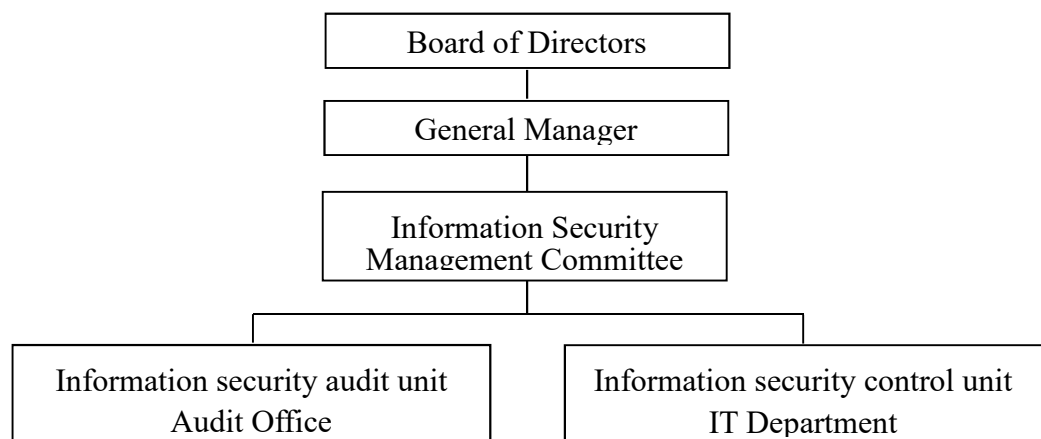 Board of Directors
General Manager
Information Security
Management Committee
Information security audit unit
Audit Office
Information security control unit
IT Department